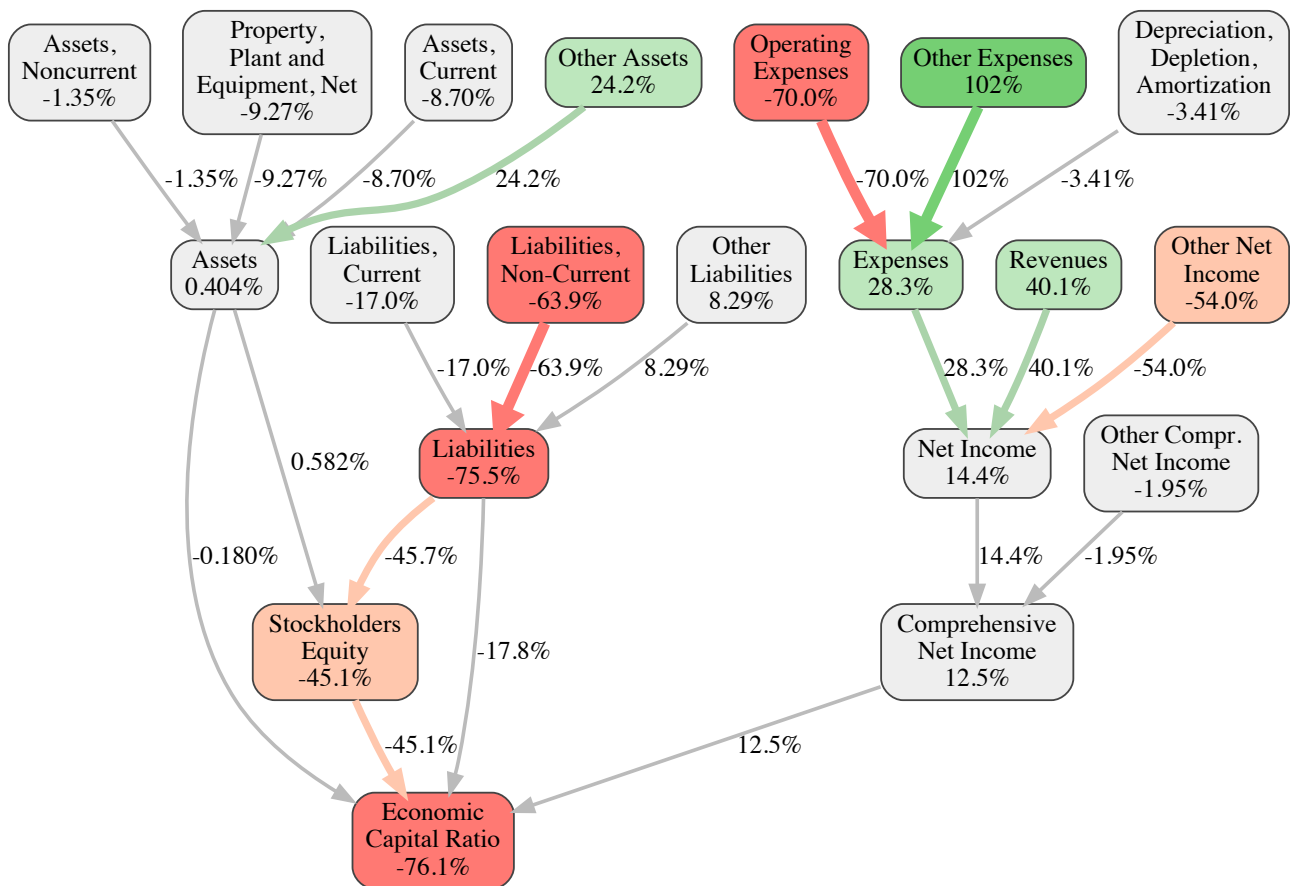 Assets,
Noncurrent
-1.35%
Property,
Plant and
Equipment, Net
-9.27%
Assets,
Current
-8.70%
Other Assets
24.2%
Operating
Expenses
-70.0%
Other Expenses
102%
Depreciation,
Depletion,
Amortization
-3.41%
-1.35%
-9.27%
-8.70%
24.2%
-70.0%
102%
-3.41%
Assets
0.404%
Liabilities,
Current
-17.0%
Liabilities,
Non-Current
-63.9%
Other
Liabilities
8.29%
Expenses
28.3%
Revenues
40.1%
Other Net
Income
-54.0%
-17.0%
-63.9%
8.29%
28.3%
40.1%
-54.0%
0.582%
Liabilities
-75.5%
Net Income
14.4%
Other Compr.
Net Income
-1.95%
-0.180%
-45.7%
14.4%
-1.95%
Stockholders
Equity
-45.1%
-17.8%
Comprehensive
Net Income
12.5%
-45.1%
12.5%
Economic
Capital Ratio
-76.1%